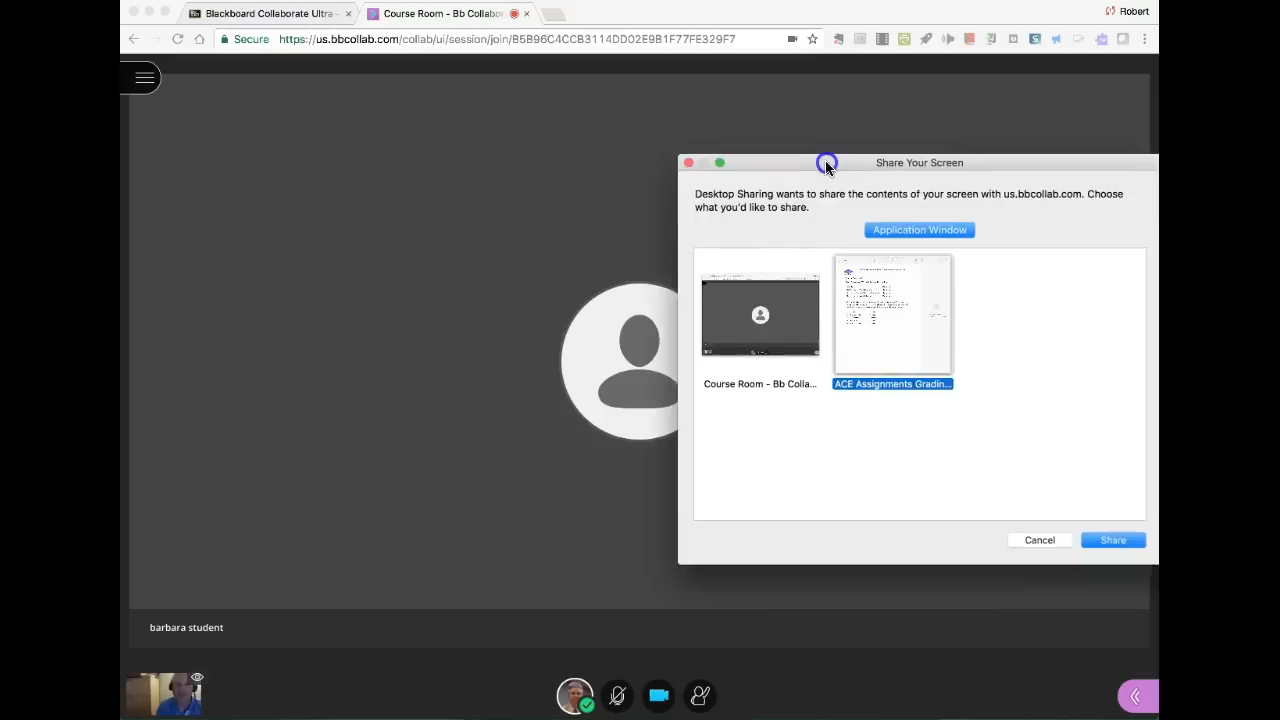 Blackboard Collaborate Ultra -
Course Room - Bb Collabor
Robert
Secure
https://us.bbcollab.com/collab/ui/session/join/B5B96C4CCB3114DD02E9B1F77FE329F7
Share Your Screen
Desktop Sharing wants to share the contents of your screen with us.bbcollab.com. Choose
what you'd like to share.
Application Window
Course Room - Bb Colla...
ACE Assignments Gradin...
Cancel
Share
barbara student